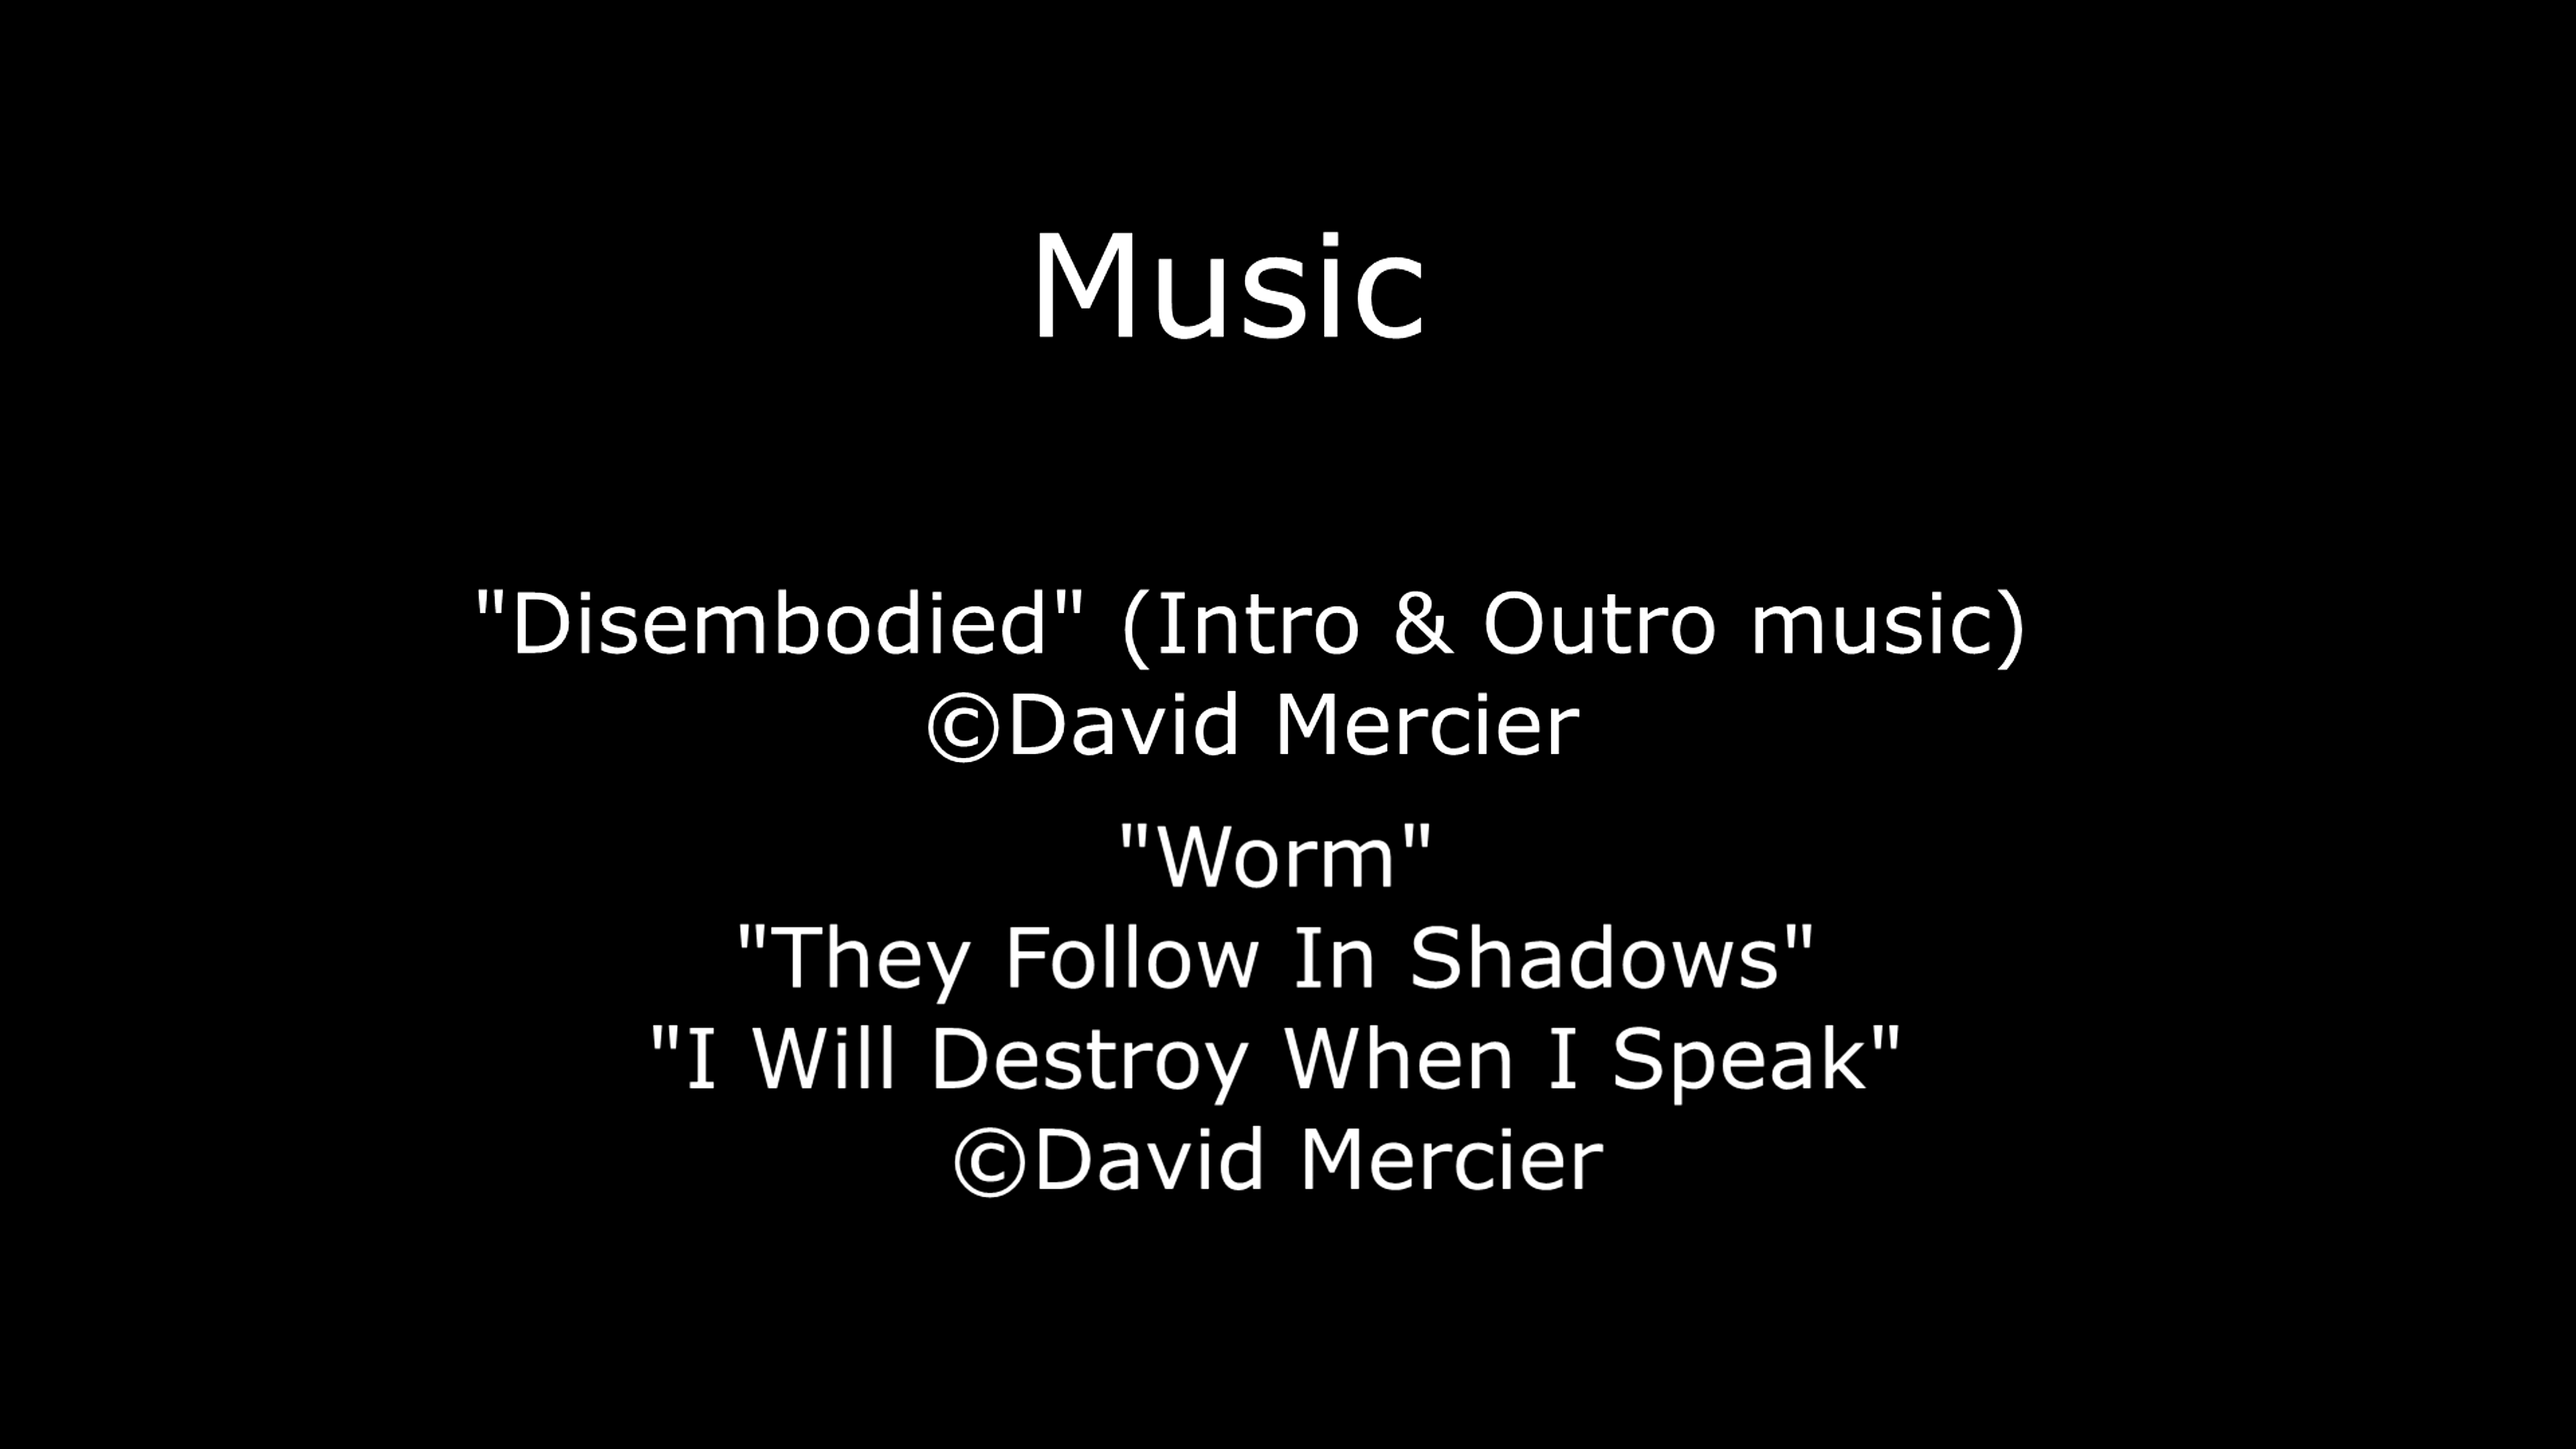 Music
"Disembodied" (Intro & Outro music)
©David Mercier
"Worm"
"They Follow In Shadows"
"I Will Destroy When I Speak"
©David Mercier